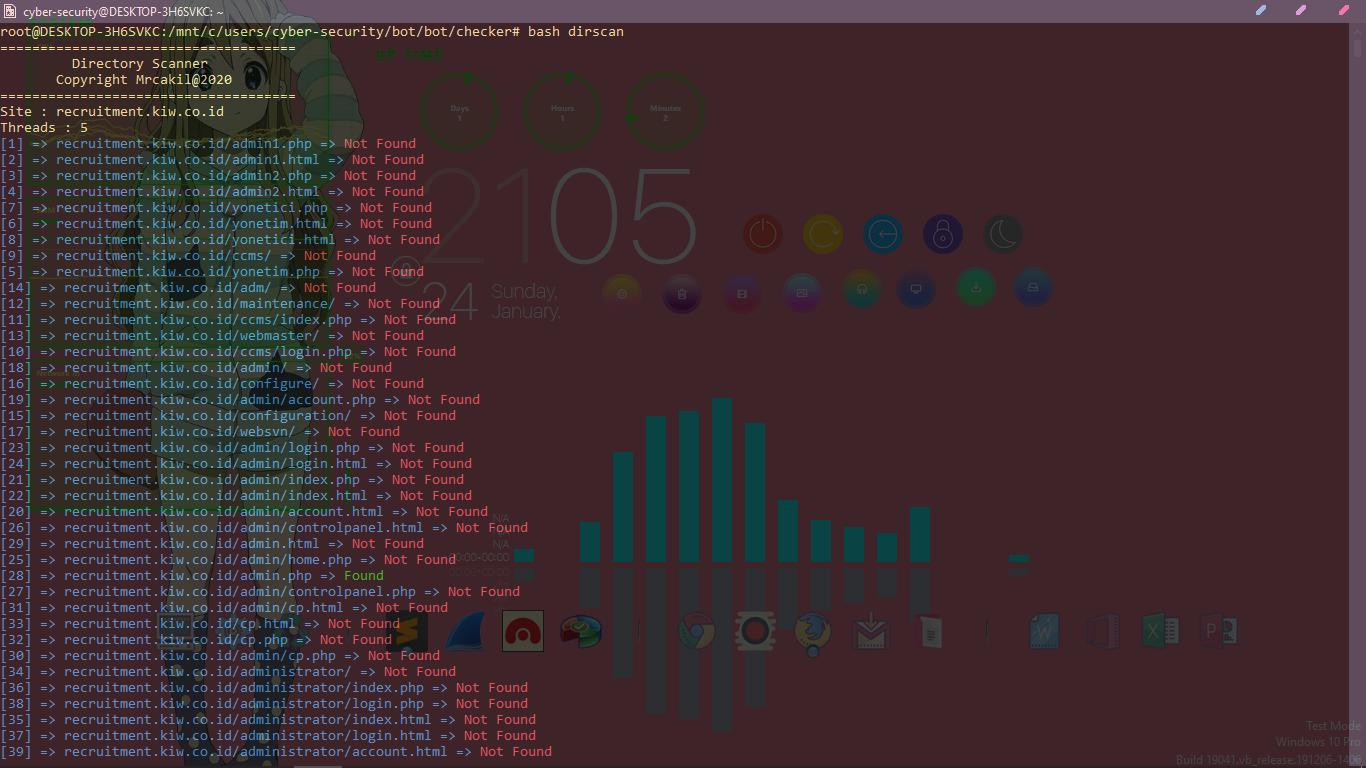 cyber-security@DESKTOP-3H6SVKC: ~
root@DESKTOP-3H6SVKC:/mnt/c/users/cyber-security/bot/bot/checker# bash dirscan
=====================================
Directory Scanner
Copyright Mrcakil@2020
=====================================
Site : recruitment.kiw.co.id
Threads : 5
[1] => recruitment.kiw.co.id/admin1.php => Not Found
[2] => recruitment.kiw.co.id/admin1.html => Not Found
[3] => recruitment.kiw.co.id/admin2.php => Not Found
[4] => recruitment.kiw.co.id/admin2.html => Not Found
[7] => recruitment.kiw.co.id/yonetici.php => Not Found
[6] => recruitment.kiw.co.id/yonetim.html => Not Found
[8] => recruitment.kiw.co.id/yonetici.html => Not Found
[9] => recruitment.kiw.co.id/ccms/ => Not Found
[5] => recruitment.kiw.co.id/yonetim.php => Not Found
[14] => recruitment.kiw.co.id/adm/ => Not Found
[12] => recruitment.kiw.co.id/maintenance/ => Not Found
[11] => recruitment.kiw.co.id/ccms/index.php => Not Found
[13] => recruitment.kiw.co.id/webmaster/ => Not Found
[10] => recruitment.kiw.co.id/ccms/login.php => Not Found
[18] => recruitment.kiw.co.id/admin/ => Not Found
[16] => recruitment.kiw.co.id/configure/ => Not Found
[19] => recruitment.kiw.co.id/admin/account.php => Not Found
[15] => recruitment.kiw.co.id/configuration/ => Not Found
[17] => recruitment.kiw.co.id/websvn/ => Not Found
[23] => recruitment.kiw.co.id/admin/login.php => Not Found
[24] => recruitment.kiw.co.id/admin/login.html => Not Found
[21] => recruitment.kiw.co.id/admin/index.php => Not Found
[22] => recruitment.kiw.co.id/admin/index.html => Not Found
[20] => recruitment.kiw.co.id/admin/account.html => Not Found
[26] => recruitment.kiw.co.id/admin/controlpanel.html => Not Found
[29] => recruitment.kiw.co.id/admin.html => Not Found
[25] => recruitment.kiw.co.id/admin/home.php => Not Found
[28] => recruitment.kiw.co.id/admin.php => Found
[27] => recruitment.kiw.co.id/admin/controlpanel.php => Not Found
[31] => recruitment.kiw.co.id/admin/cp.html => Not Found
[33] => recruitment.kiw.co.id/cp.html => Not Found
[32] => recruitment.kiw.co.id/cp.php => Not Found
[30] => recruitment.kiw.co.id/admin/cp.php => Not Found
[34] => recruitment.kiw.co.id/administrator/ => Not Found
[36] => recruitment.kiw.co.id/administrator/index.php => Not Found
[38] => recruitment.kiw.co.id/administrator/login.php => Not Found
[35] => recruitment.kiw.co.id/administrator/index.html => Not Found
[37] => recruitment.kiw.co.id/administrator/login.html => Not Found
[39] => recruitment.kiw.co.id/administrator/account.html => Not Found
Days
1
Hours
1
Minutes
2
2105
24 Sunday,
January.
N/A
N/A
N/A
Test Mode
Windows 10 Pro
Build 19041.vb_release.191206-1406